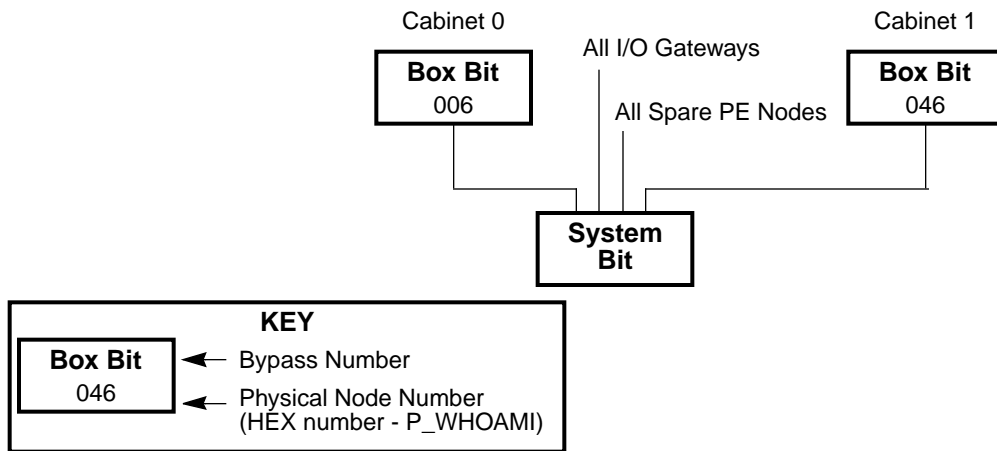 Cabinet 0
Cabinet 1
All I/O Gateways
Box Bit
006
Box Bit
046
All Spare PE Nodes
System
Bit
KEY
Box Bit
046
Bypass Number
Physical Node Number
(HEX number - P_WHOAMI)